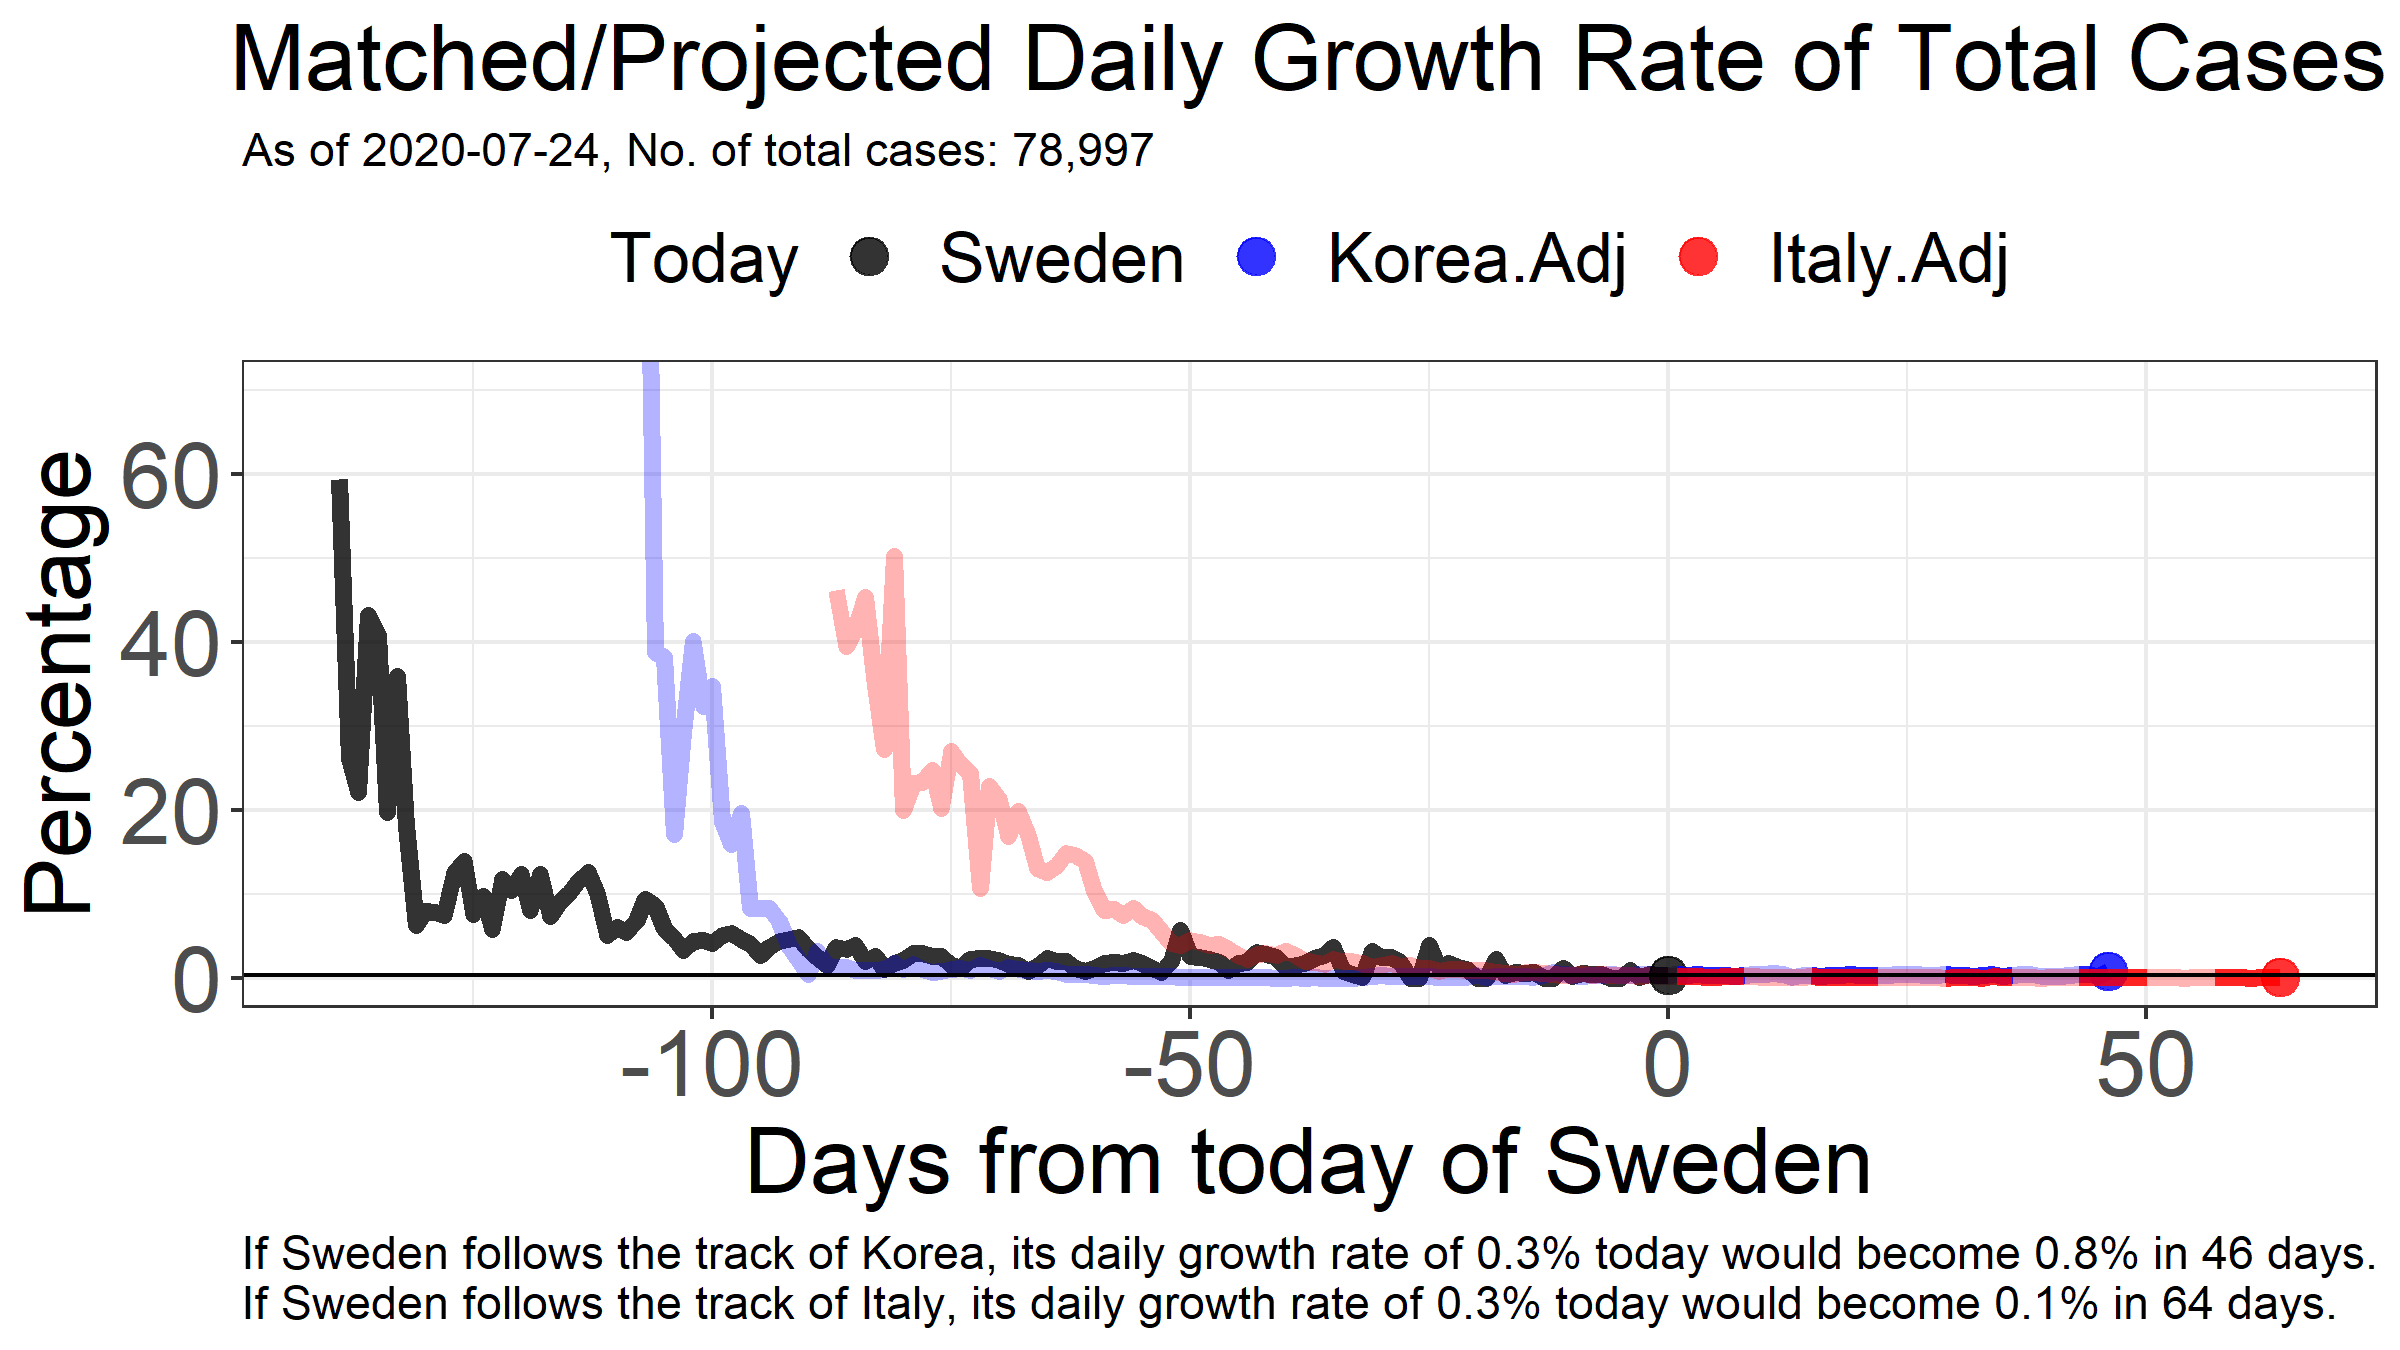 Matched/Projected Daily Growth Rate of Total Cases
As of 2020-07-24, No. of total cases: 78,997
Today Sweden Korea.Adj Italy.Adj
Percentage
60
40
20
0
-100 -50 0 50
Days from today of Sweden
If Sweden follows the track of Korea, its daily growth rate of 0.3% today would become 0.8% in 46 days.
If Sweden follows the track of Italy, its daily growth rate of 0.3% today would become 0.1% in 64 days.